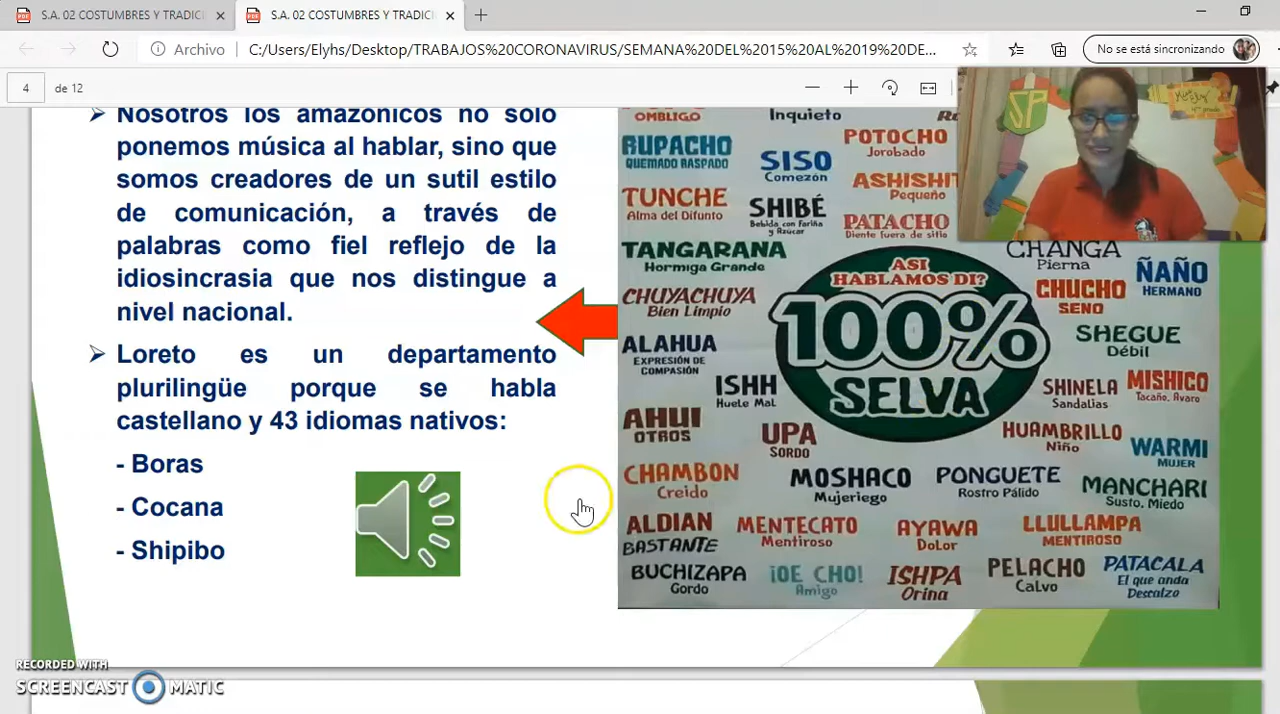 S.A. 02 COSTUMBRES Y TRADICI
S.A. 02 COSTUMBRES Y TRADICI
Archivo
C:/Users/Elyhs/Desktop/TRABAJOS%20CORONAVIRUS/SEMANA%20DEL%2015%20AL%2019%20DE...
No se está sincronizando
4 de 12
Nosotros los amazónicos no solo
ponemos música al hablar, sino que
somos creadores de un sutil estilo
de comunicación, a través de
palabras como fiel reflejo de la
idiosincrasia que nos distingue a
nivel nacional.
Loreto es un departamento
plurilingüe porque se habla
castellano y 43 idiomas nativos:
- Boras
- Cocana
- Shipibo
OMBLIGO
Inquieto
RUPACHO
QUEMADO RASPADO
SISO
Comezón
POTOCHO
Jorobado
TUNCHE
Alma del Difunto
SHIBÉ
Bebida con Fariña
y Azúcar
ASHISHIT
Pequeño
PATACHO
Diente fuera de sitio
TANGARANA
Hormiga Grande
CHANGA
Pierna
ÑAÑO
HERMANO
CHUYACHUYA
Bien Limpio
ASI
HABLAMOS DI?
100%
SELVA
CHUCHO
SENO
ALAHUA
EXPRESIÓN DE
COMPASIÓN
SHEGUE
Débil
ISHH
Huele Mal
SHINELA
Sandalias
MISHICO
Tacaño, Avaro
AHUI
OTROS
UPA
SORDO
HUAMBRILLO
Niño
WARMI
MUJER
CHAMBON
Creido
MOSHACO
Mujeriego
PONGUETE
Rostro Pálido
MANCHARI
Susto, Miedo
ALDIAN
BASTANTE
MENTECATO
Mentiroso
AYAWA
DoLor
LLULLAMPA
MENTIROSO
BUCHIZAPA
Gordo
¡OE CHO!
Amigo
ISHPA
Orina
PELACHO
Calvo
PATACALA
El que anda
Descalzo
SP
RECORDED WITH
SCREENCAST MATIC